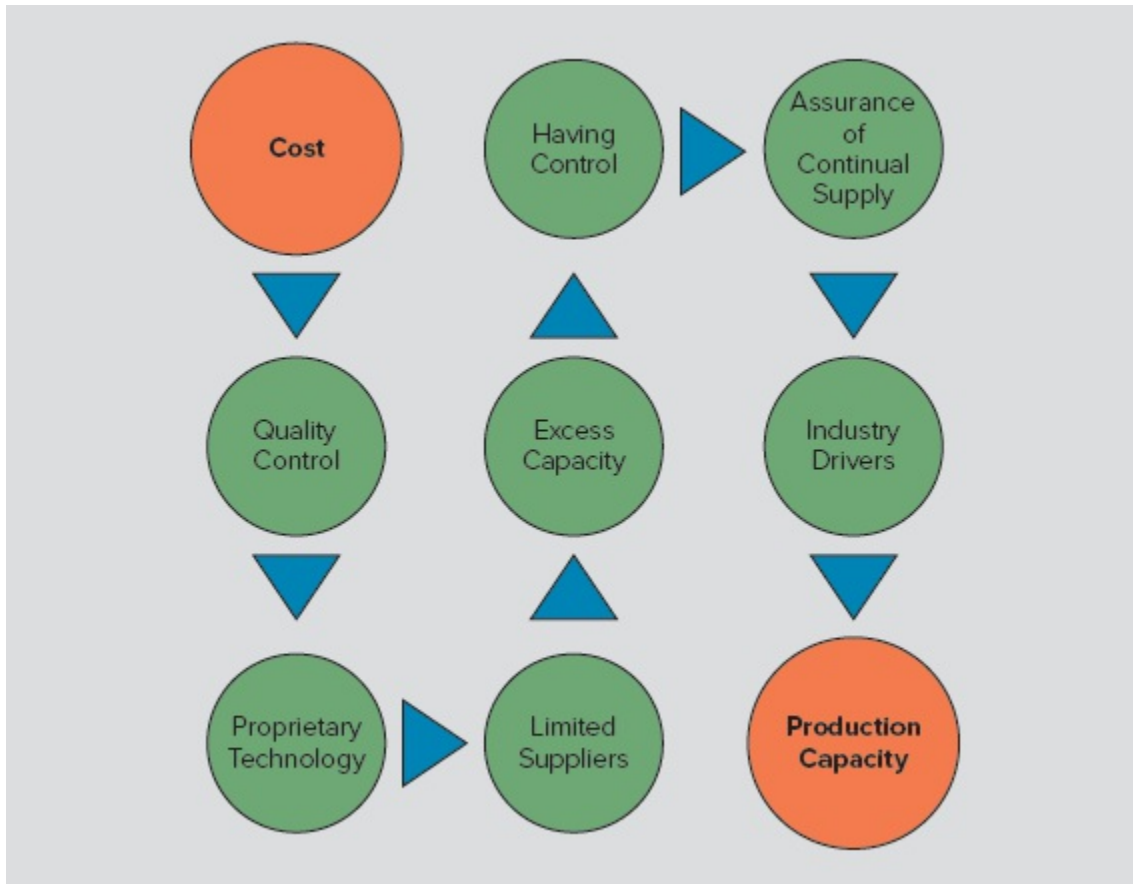 Cost
Quality
Control
Proprietary
Technology
Limited
Suppliers
Excess
Capacity
Having
Control
Assurance
of
Continual
Supply
Industry
Drivers
Production
Capacity